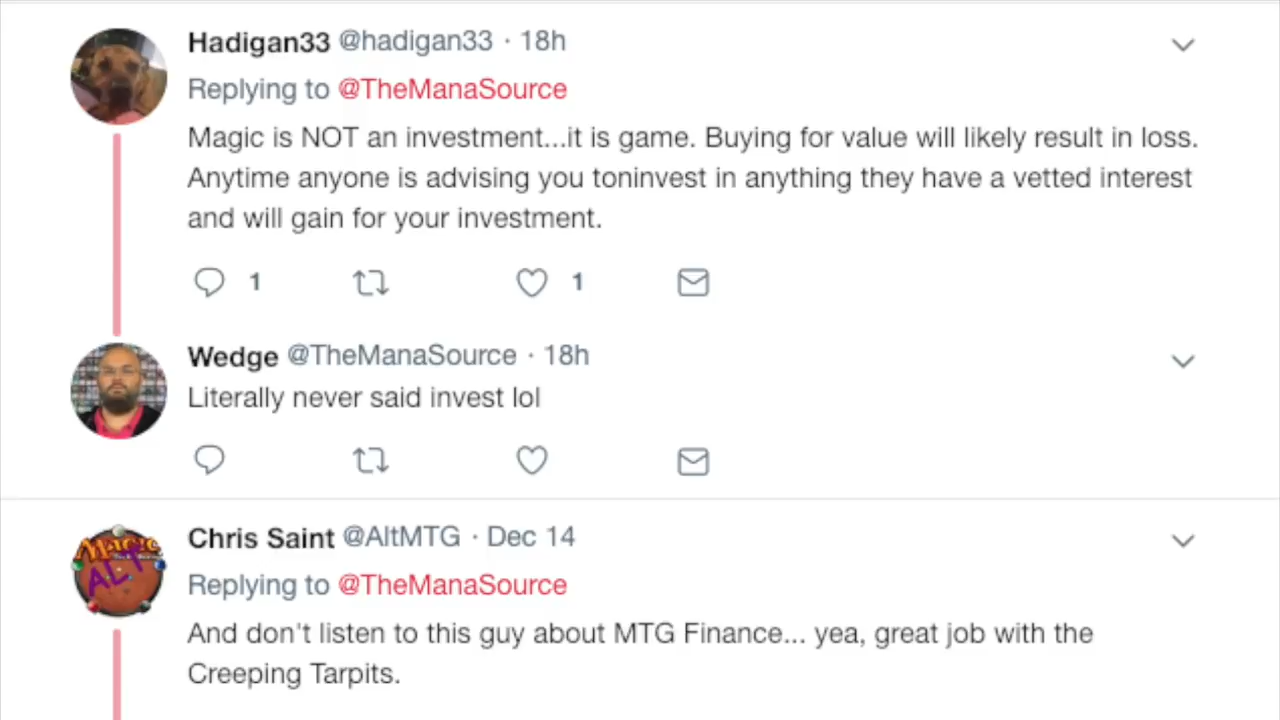 Hadigan33 @hadigan33 · 18h
Replying to @TheManaSource
Magic is NOT an investment...it is game. Buying for value will likely result in loss.
Anytime anyone is advising you toninvest in anything they have a vetted interest
and will gain for your investment.
1 1
Wedge @TheManaSource · 18h
Literally never said invest lol
Chris Saint @AltMTG · Dec 14
Replying to @TheManaSource
And don't listen to this guy about MTG Finance... yea, great job with the
Creeping Tarpits.
MAGIC
ALT